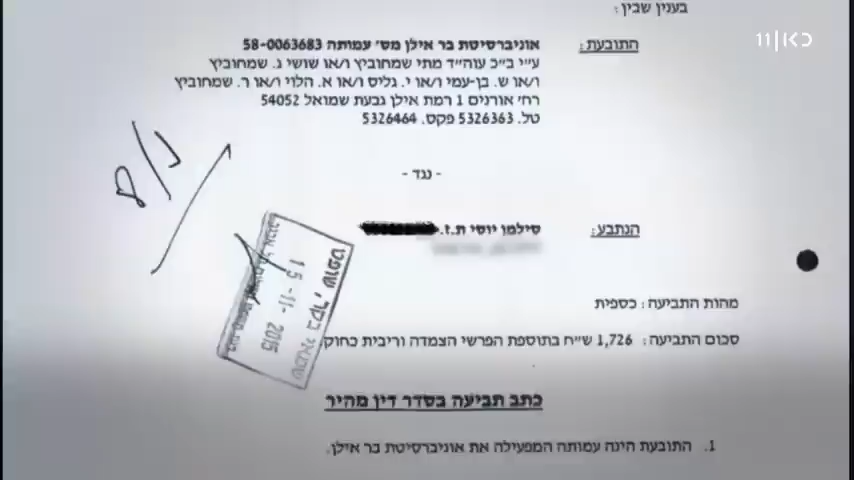 כאן 11
בענין שבין :
התובעת: אוניברסיטת בר אילן מס׳ עמותה 58-0063683
ע״י ב״כ עוה״ד מתי שמחוביץ ו/או שושי ג. שמחוביץ
ו/או ש. בן-עמי ו/או י. גליס ו/או א. הלוי ו/או ר. שמחוביץ
רח׳ אורנים 1 רמת אילן גבעת שמואל 54052
טל. 5326363 פקס. 5326464
- נגד -
הנתבע: סילמן יוסי ת.ז.
מהות התביעה: כספית
סכום התביעה: 1,726 ש״ח בתוספת הפרשי הצמדה וריבית כחוק
15-11-2015
כתב תביעה בסדר דין מהיר
1. התובעת הינה עמותה המפעילה את אוניברסיטת בר אילן.